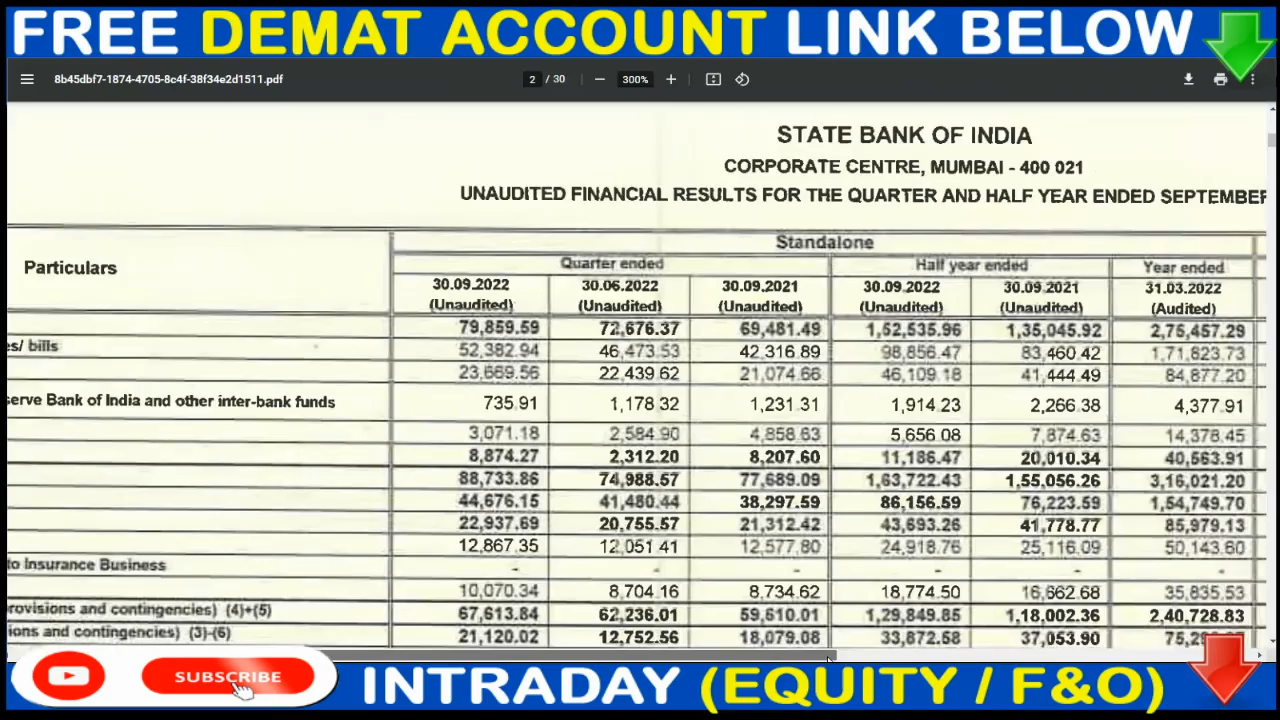 FREE DEMAT ACCOUNT LINK BELOW
8b45dbf7-1874-4705-8c4f-38f34e2d1511.pdf 2 / 30 − 300% +
STATE BANK OF INDIA
CORPORATE CENTRE, MUMBAI - 400 021
UNAUDITED FINANCIAL RESULTS FOR THE QUARTER AND HALF YEAR ENDED SEPTEMBER
Standalone
Particulars Quarter ended Half year ended Year ended
30.09.2022 30.06.2022 30.09.2021 30.09.2022 30.09.2021 31.03.2022
(Unaudited) (Unaudited) (Unaudited) (Unaudited) (Unaudited) (Audited)
79,859.59 72,676.37 69,481.49 1,52,535.96 1,35,045.92 2,75,457.29
es/ bills 52,382.94 46,473.53 42,316.89 98,856.47 83,460.42 1,71,823.73
23,669.56 22,439.62 21,074.66 46,109.18 41,444.49 84,877.20
serve Bank of India and other inter-bank funds 735.91 1,178.32 1,231.31 1,914.23 2,266.38 4,377.91
3,071.18 2,584.90 4,858.63 5,656.08 7,874.63 14,378.45
8,874.27 2,312.20 8,207.60 11,186.47 20,010.34 40,563.91
88,733.86 74,988.57 77,689.09 1,63,722.43 1,55,056.26 3,16,021.20
44,676.15 41,480.44 38,297.59 86,156.59 76,223.59 1,54,749.70
22,937.69 20,755.57 21,312.42 43,693.26 41,778.77 85,979.13
12,867.35 12,051.41 12,577.80 24,918.76 25,116.09 50,143.60
to Insurance Business - - - - - -
10,070.34 8,704.16 8,734.62 18,774.50 16,662.68 35,835.53
rovisions and contingencies) (4)+(5) 67,613.84 62,236.01 59,610.01 1,29,849.85 1,18,002.36 2,40,728.83
ions and contingencies) (3)-(6) 21,120.02 12,752.56 18,079.08 33,872.58 37,053.90
SUBSCRIBE
INTRADAY (EQUITY / F&O)